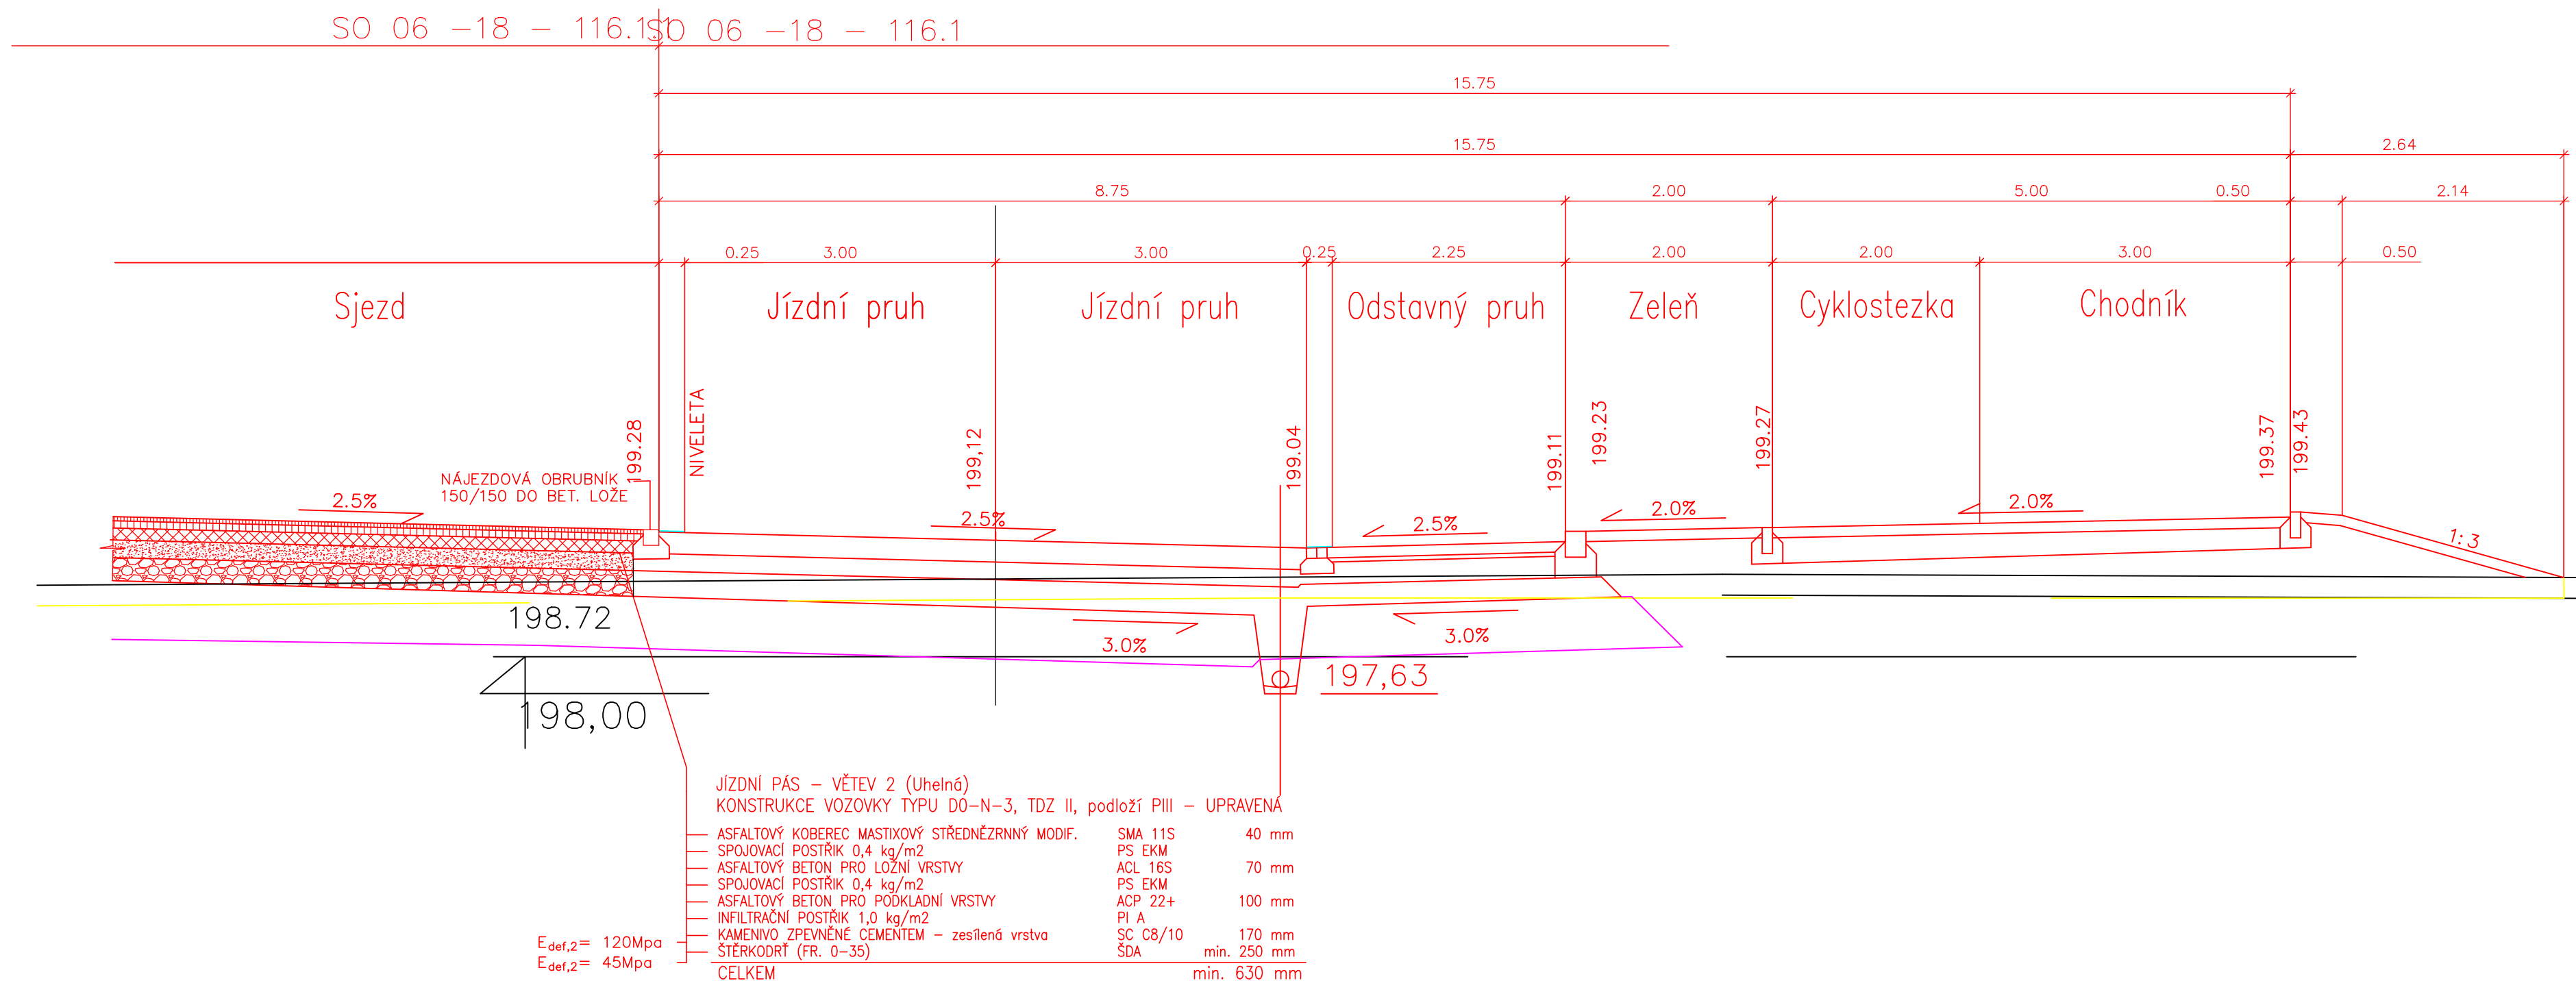 SO 06 -18 - 116.1.1
SO 06 -18 - 116.1
15.75
15.75 2.64
8.75 2.00 5.00 0.50 2.14
0.25 3.00 3.00 0.25 2.25 2.00 2.00 3.00 0.50
Sjezd Jízdní pruh Jízdní pruh Odstavný pruh Zeleň Cyklostezka Chodník
199.28
NIVELETA
199,12
199.04
199.11
199.23
199.27
199.37
199.43
NÁJEZDOVÁ OBRUBNÍK
150/150 DO BET. LOŽE
2.5% 2.5% 2.5% 2.0% 2.0% 1:3
198.72
3.0% 3.0%
197,63
198,00
JÍZDNÍ PÁS - VĚTEV 2 (Uhelná)
KONSTRUKCE VOZOVKY TYPU D0-N-3, TDZ II, podloží PIII - UPRAVENÁ
ASFALTOVÝ KOBEREC MASTIXOVÝ STŘEDNĚZRNNÝ MODIF. SMA 11S 40 mm
SPOJOVACÍ POSTŘIK 0,4 kg/m2 PS EKM
ASFALTOVÝ BETON PRO LOŽNÍ VRSTVY ACL 16S 70 mm
SPOJOVACÍ POSTŘIK 0,4 kg/m2 PS EKM
ASFALTOVÝ BETON PRO PODKLADNÍ VRSTVY ACP 22+ 100 mm
INFILTRAČNÍ POSTŘIK 1,0 kg/m2 PI A
KAMENIVO ZPEVNĚNÉ CEMENTEM - zesílená vrstva SC C8/10 170 mm
ŠTĚRKODRŤ (FR. 0-35) ŠDA min. 250 mm
CELKEM min. 630 mm
Edef,2= 120Mpa
Edef,2= 45Mpa